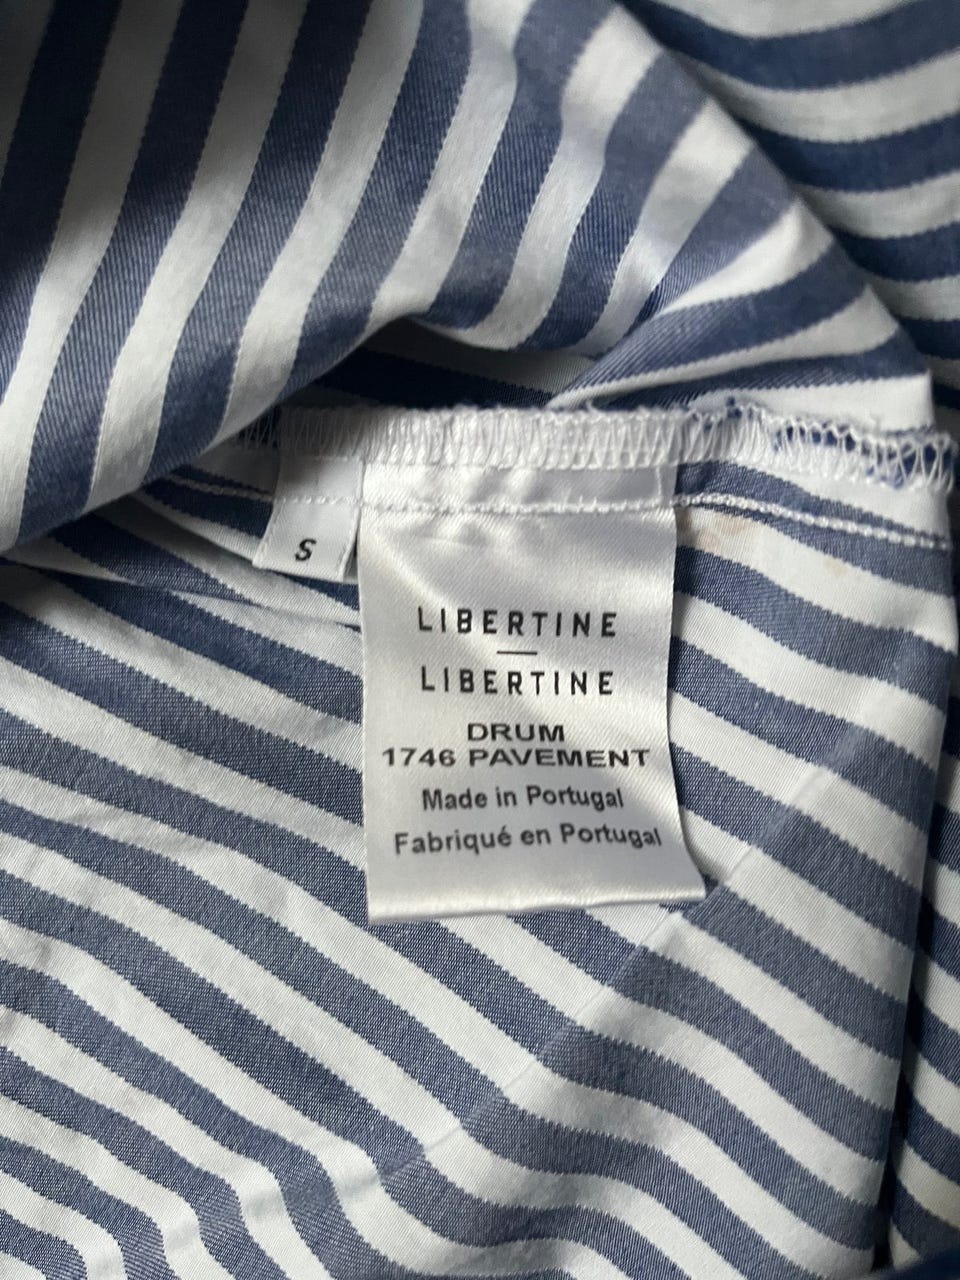 S
LIBERTINE
—
LIBERTINE
DRUM
1746 PAVEMENT
Made in Portugal
Fabriqué en Portugal